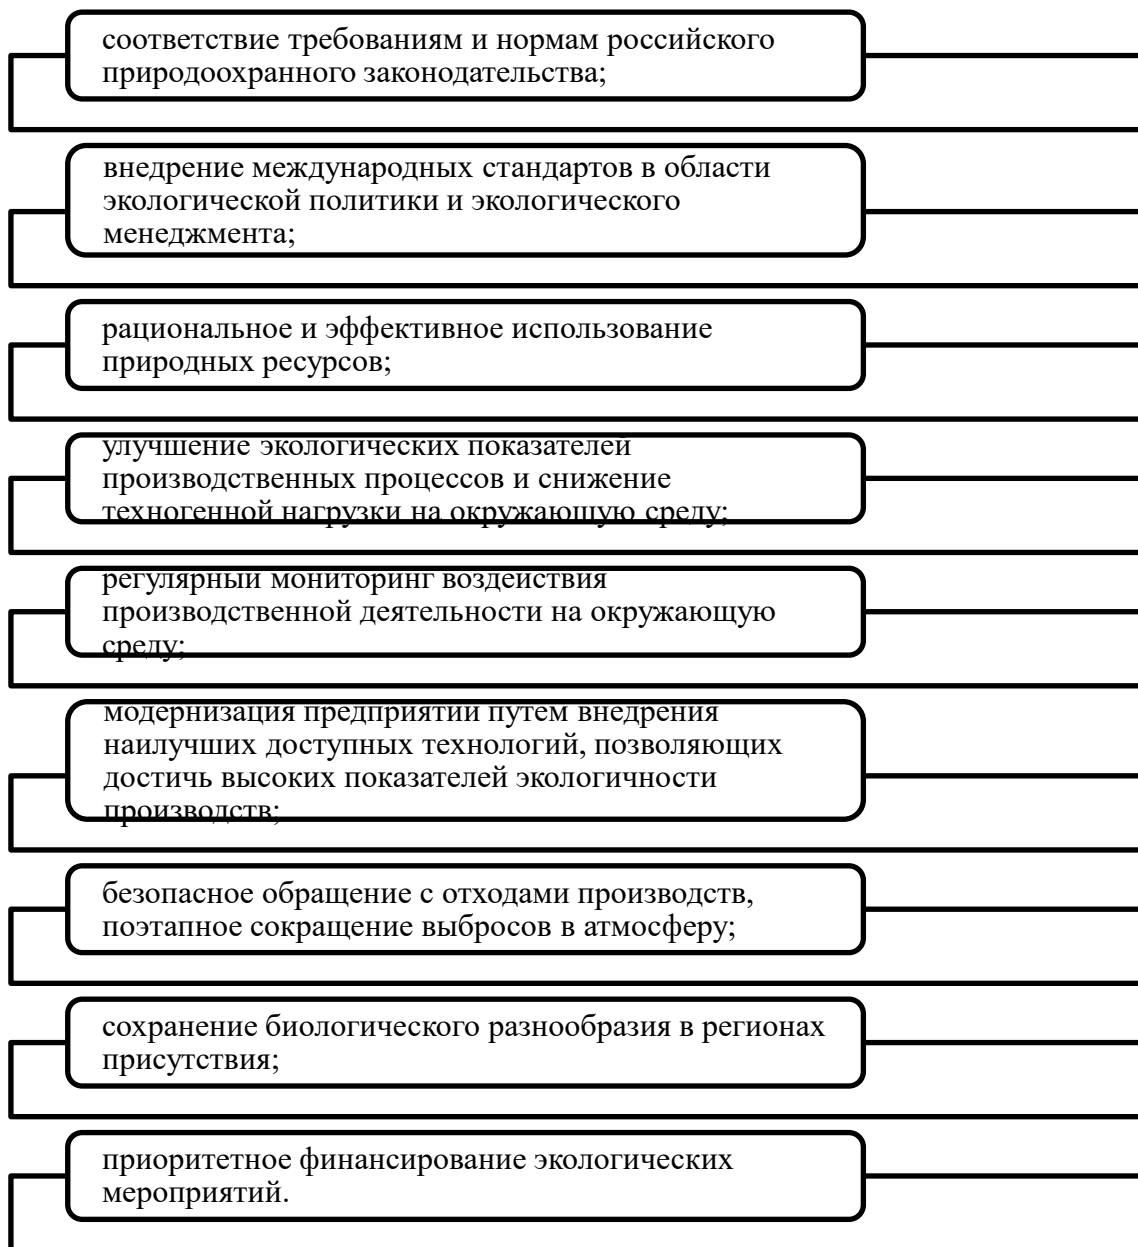 соответствие требованиям и нормам российского
природоохранного законодательства;
внедрение международных стандартов в области
экологической политики и экологического
менеджмента;
рациональное и эффективное использование
природных ресурсов;
улучшение экологических показателей
производственных процессов и снижение
техногенной нагрузки на окружающую среду;
регулярный мониторинг воздействия
производственной деятельности на окружающую
среду;
модернизация предприятий путем внедрения
наилучших доступных технологий, позволяющих
достичь высоких показателей экологичности
производств;
безопасное обращение с отходами производств,
поэтапное сокращение выбросов в атмосферу;
сохранение биологического разнообразия в регионах
присутствия;
приоритетное финансирование экологических
мероприятий.